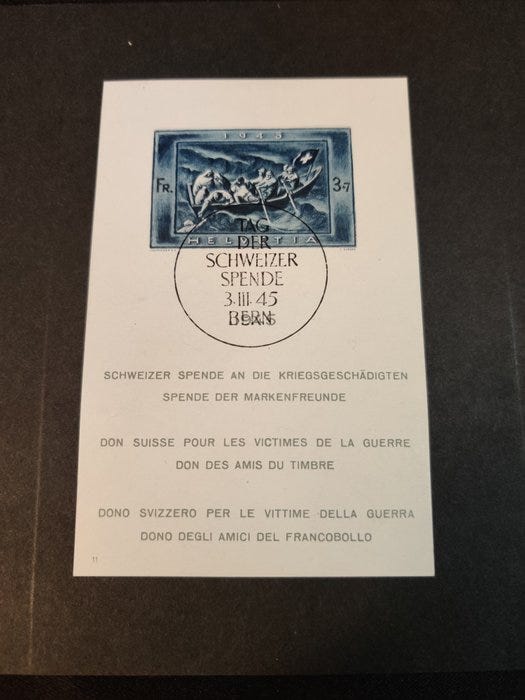 1945
FR. 3+7
HELVETIA
TAG
DER
SCHWEIZER
SPENDE
3.III.45
BERN
1945
SCHWEIZER SPENDE AN DIE KRIEGSGESCHÄDIGTEN
SPENDE DER MARKENFREUNDE
DON SUISSE POUR LES VICTIMES DE LA GUERRE
DON DES AMIS DU TIMBRE
DONO SVIZZERO PER LE VITTIME DELLA GUERRA
DONO DEGLI AMICI DEL FRANCOBOLLO
11